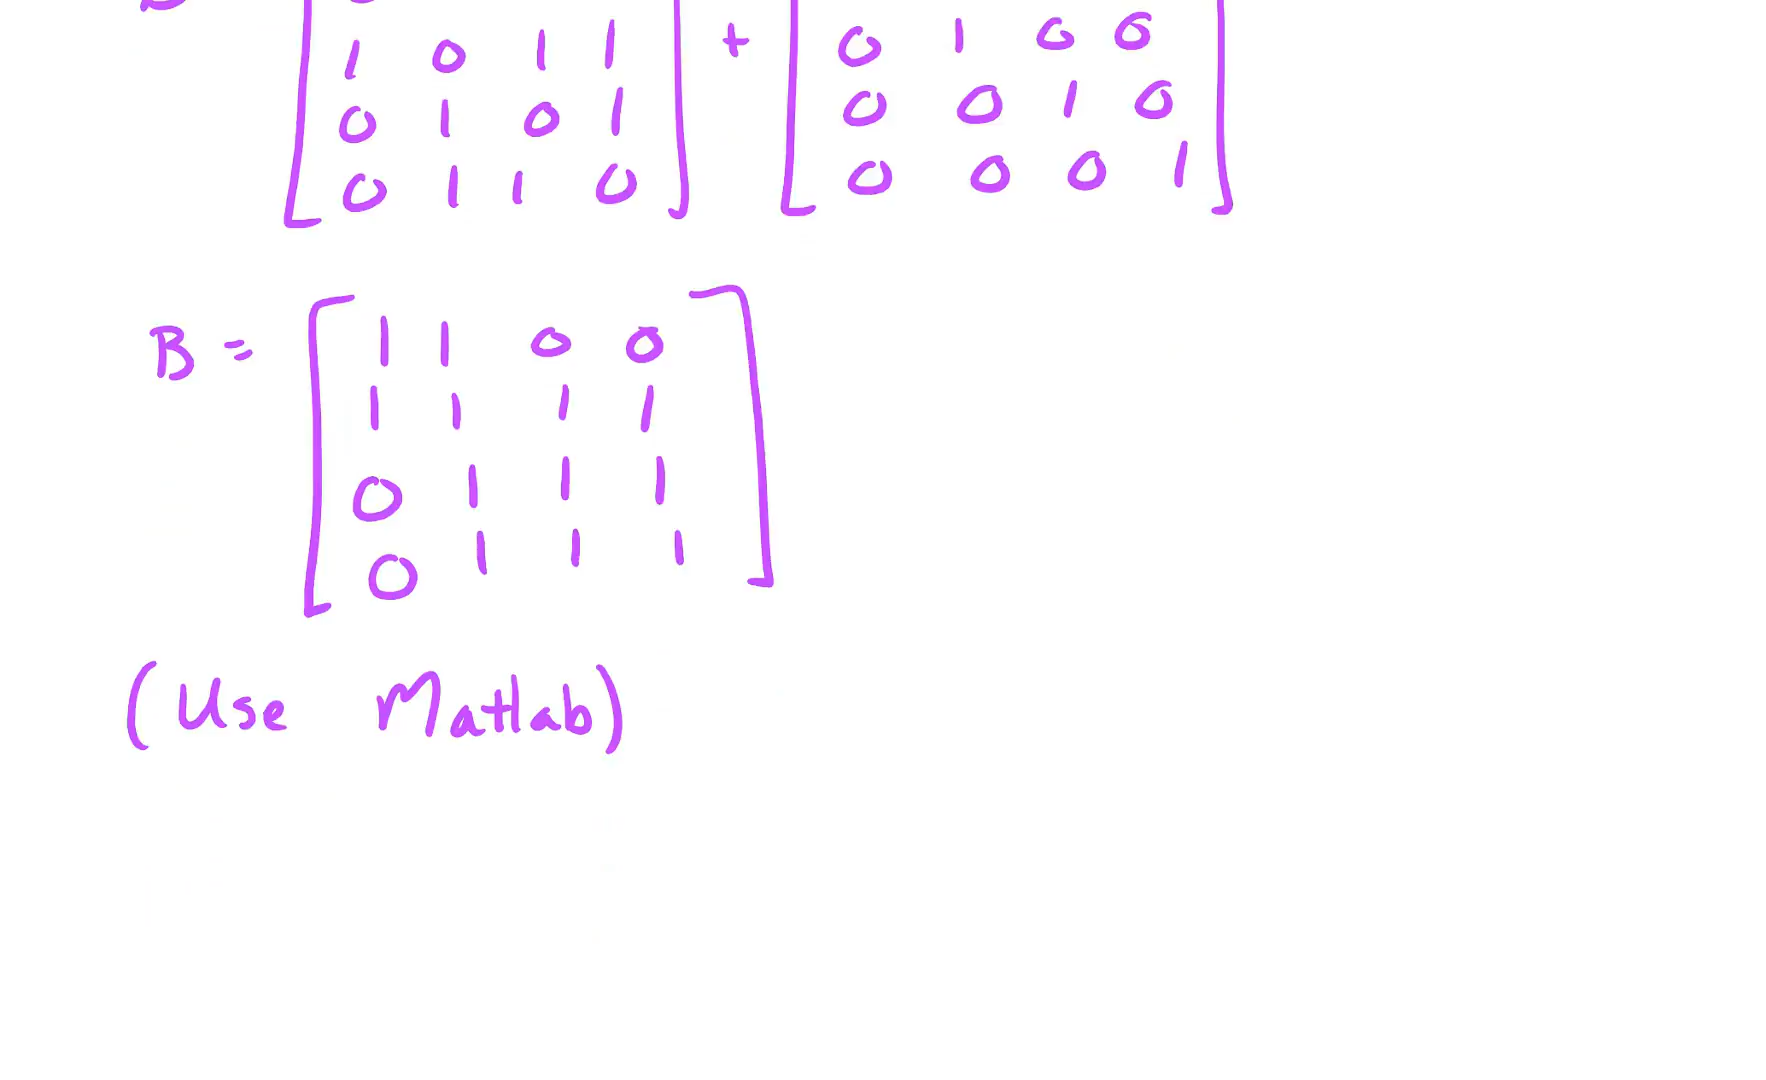 1 0 1 1 + 0 1 0 0
0 1 0 1 0 0 1 0
0 1 1 0 0 0 0 1
B = 1 1 0 0
1 1 1 1
0 1 1 1
0 1 1 1
(Use Matlab)